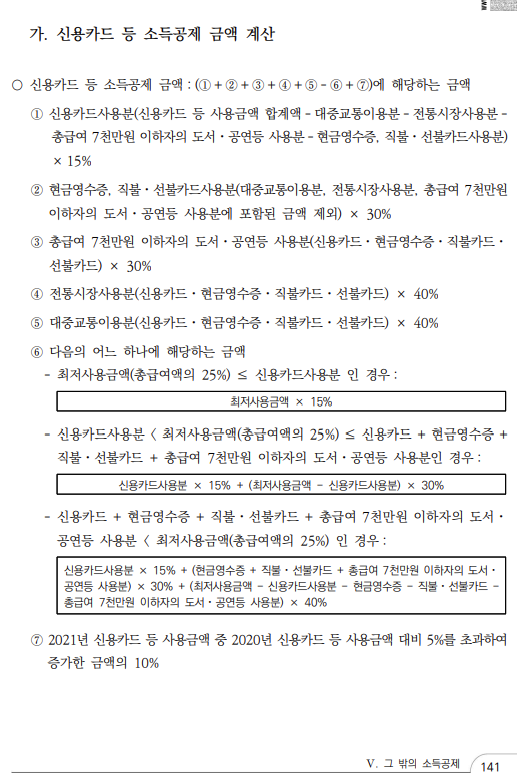 가. 신용카드 등 소득공제 금액 계산
○ 신용카드 등 소득공제 금액 : (① + ② + ③ + ④ + ⑤ - ⑥ + ⑦)에 해당하는 금액
① 신용카드사용분(신용카드 등 사용금액 합계액 - 대중교통이용분 - 전통시장사용분 -
총급여 7천만원 이하자의 도서·공연등 사용분 - 현금영수증, 직불·선불카드사용분)
× 15%
② 현금영수증, 직불·선불카드사용분(대중교통이용분, 전통시장사용분, 총급여 7천만원
이하자의 도서·공연등 사용분에 포함된 금액 제외) × 30%
③ 총급여 7천만원 이하자의 도서·공연등 사용분(신용카드·현금영수증·직불카드·
선불카드) × 30%
④ 전통시장사용분(신용카드·현금영수증·직불카드·선불카드) × 40%
⑤ 대중교통이용분(신용카드·현금영수증·직불카드·선불카드) × 40%
⑥ 다음의 어느 하나에 해당하는 금액
- 최저사용금액(총급여액의 25%) ≤ 신용카드사용분 인 경우 :
최저사용금액 × 15%
- 신용카드사용분 < 최저사용금액(총급여액의 25%) ≤ 신용카드 + 현금영수증 +
직불·선불카드 + 총급여 7천만원 이하자의 도서·공연등 사용분인 경우 :
신용카드사용분 × 15% + (최저사용금액 - 신용카드사용분) × 30%
- 신용카드 + 현금영수증 + 직불·선불카드 + 총급여 7천만원 이하자의 도서·
공연등 사용분 < 최저사용금액(총급여액의 25%) 인 경우 :
신용카드사용분 × 15% + (현금영수증 + 직불·선불카드 + 총급여 7천만원 이하자의 도서·
공연등 사용분) × 30% + (최저사용금액 - 신용카드사용분 - 현금영수증 - 직불·선불카드 -
총급여 7천만원 이하자의 도서·공연등 사용분) × 40%
⑦ 2021년 신용카드 등 사용금액 중 2020년 신용카드 등 사용금액 대비 5%를 초과하여
증가한 금액의 10%
Ⅴ. 그 밖의 소득공제 141